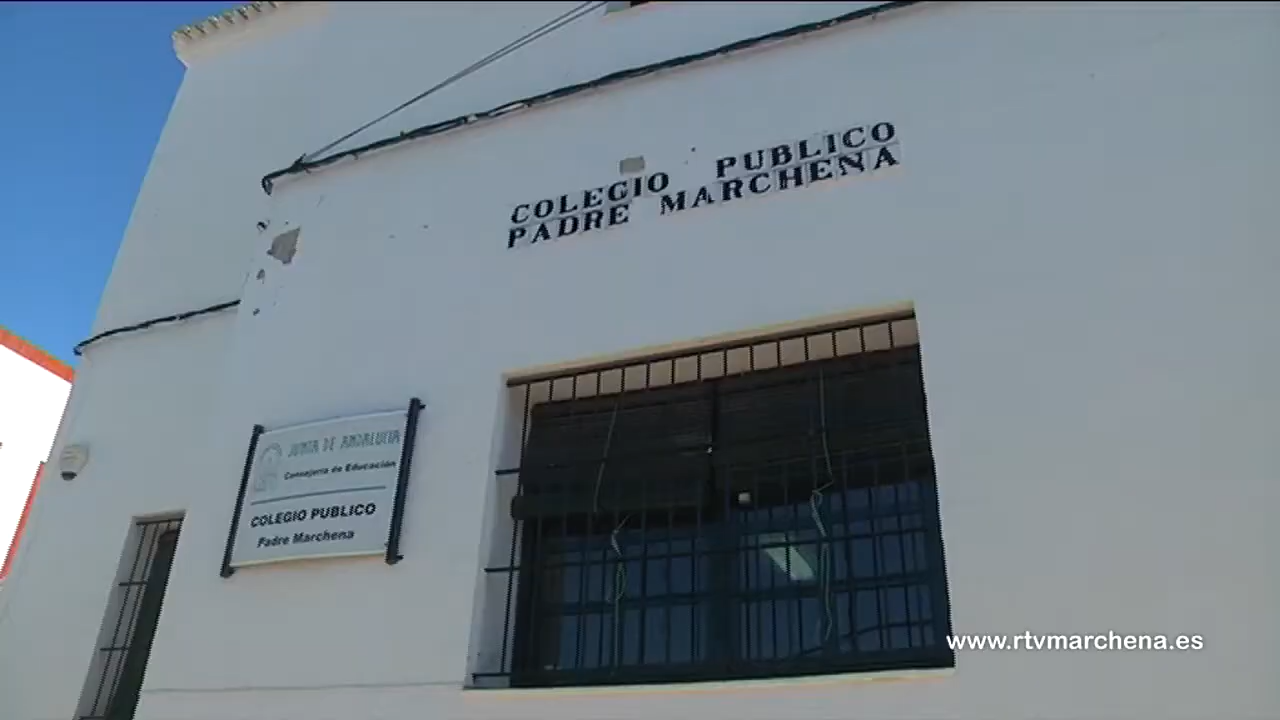 COLEGIO PUBLICO
PADRE MARCHENA
JUNTA DE ANDALUCIA
Consejería de Educación
COLEGIO PUBLICO
Padre Marchena
www.rtvmarchena.es